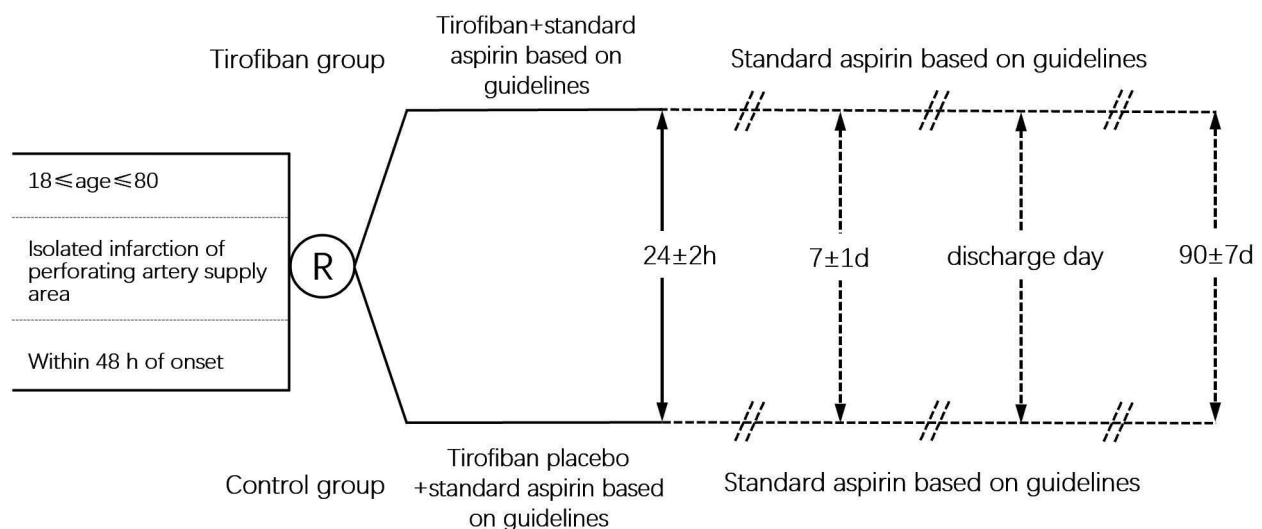 Tirofiban group
Tirofiban+standard
aspirin based on
guidelines
Standard aspirin based on guidelines
18≤age≤80
Isolated infarction of
perforating artery supply
area
Within 48 h of onset
R
24±2h
7±1d
discharge day
90±7d
Control group
Tirofiban placebo
+standard aspirin based
on guidelines
Standard aspirin based on guidelines